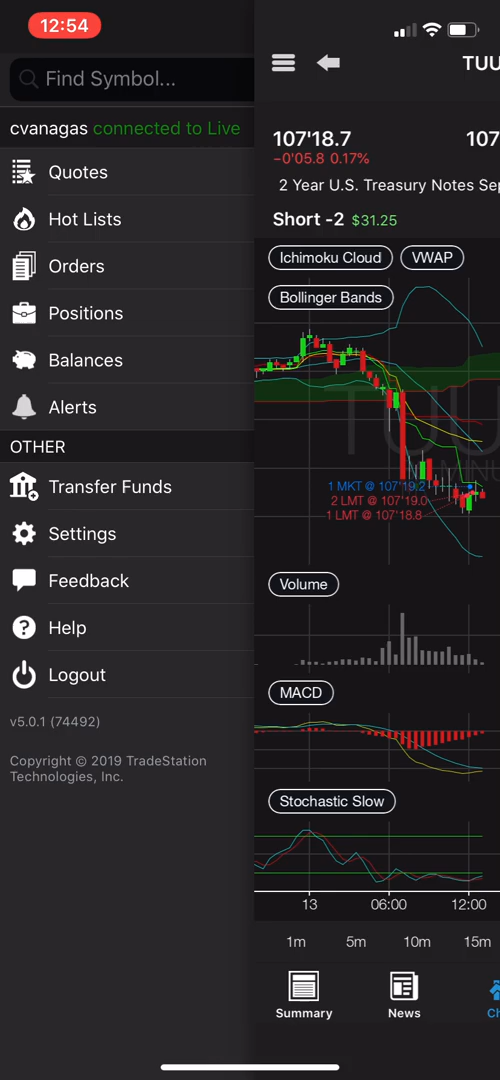 12:54
Find Symbol...
cvanagas connected to Live
Quotes
Hot Lists
Orders
Positions
Balances
Alerts
OTHER
Transfer Funds
Settings
Feedback
Help
Logout
v5.0.1 (74492)
Copyright © 2019 TradeStation
Technologies, Inc.
TUU
107'18.7
107
−0'05.8 0.17%
2 Year U.S. Treasury Notes Sep
Short -2 $31.25
Ichimoku Cloud
VWAP
Bollinger Bands
TUU
MINU
1 MKT @ 107'19.2
2 LMT @ 107'19.0
1 LMT @ 107'18.8
Volume
MACD
Stochastic Slow
13 06:00 12:00
1m 5m 10m 15m
Summary News Ch